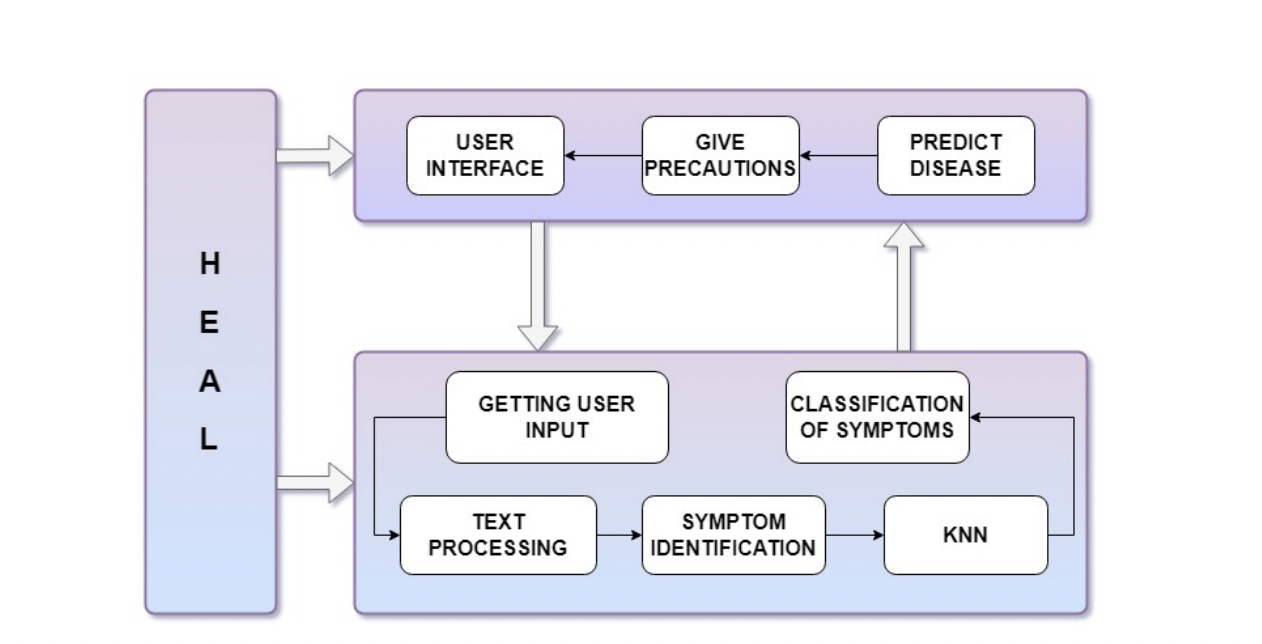 H
E
A
L
USER
INTERFACE
GIVE
PRECAUTIONS
PREDICT
DISEASE
GETTING USER
INPUT
CLASSIFICATION
OF SYMPTOMS
TEXT
PROCESSING
SYMPTOM
IDENTIFICATION
KNN